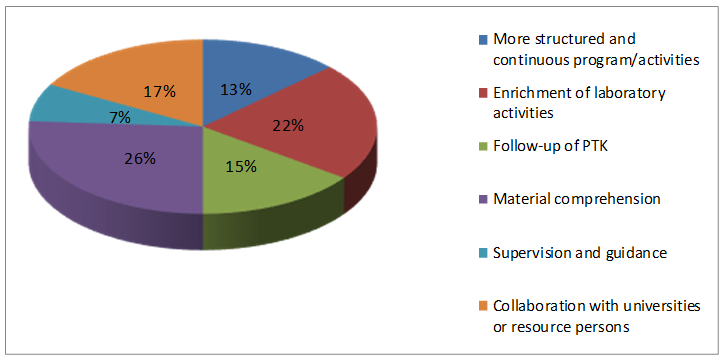 13%
22%
15%
26%
7%
17%
More structured and
continuous program/activities
Enrichment of laboratory
activities
Follow-up of PTK
Material comprehension
Supervision and guidance
Collaboration with universities
or resource persons